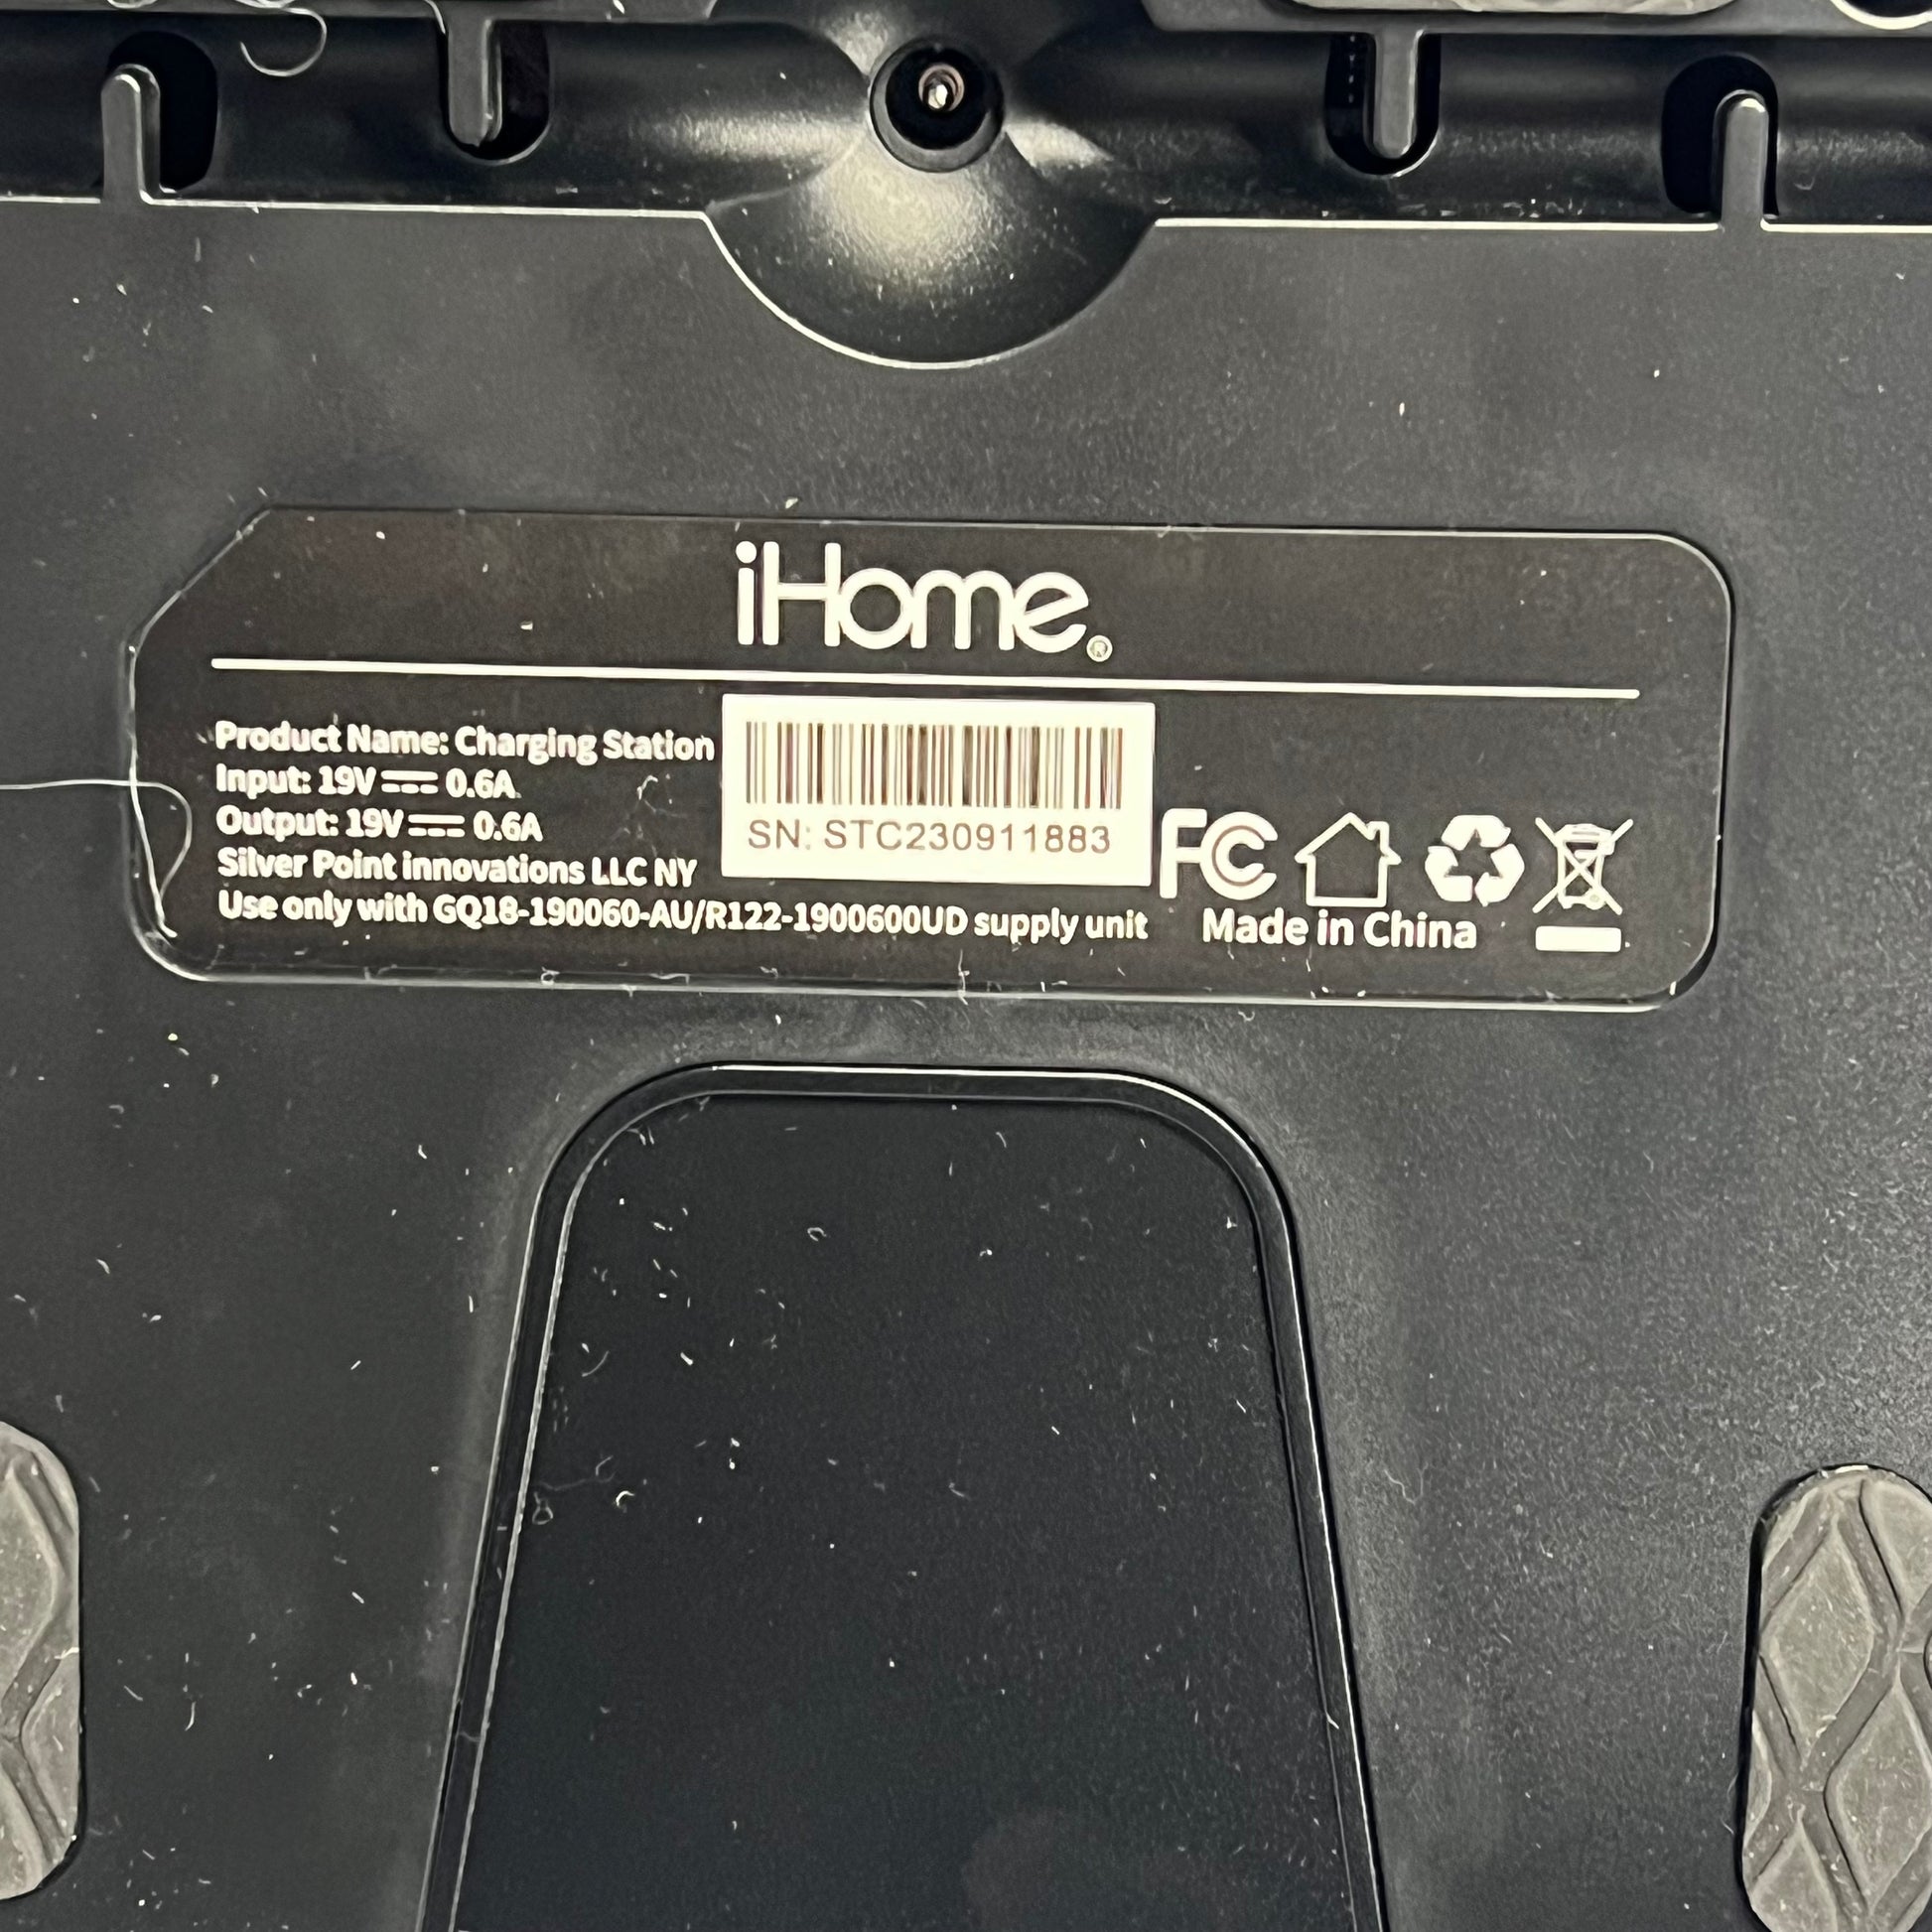 iHome®
Product Name: Charging Station
Input: 19V⎓0.6A
Output: 19V⎓0.6A
Silver Point innovations LLC NY
Use only with GQ18-190060-AU/R122-1900600UD supply unit
SN: STC230911883
FC
Made in China